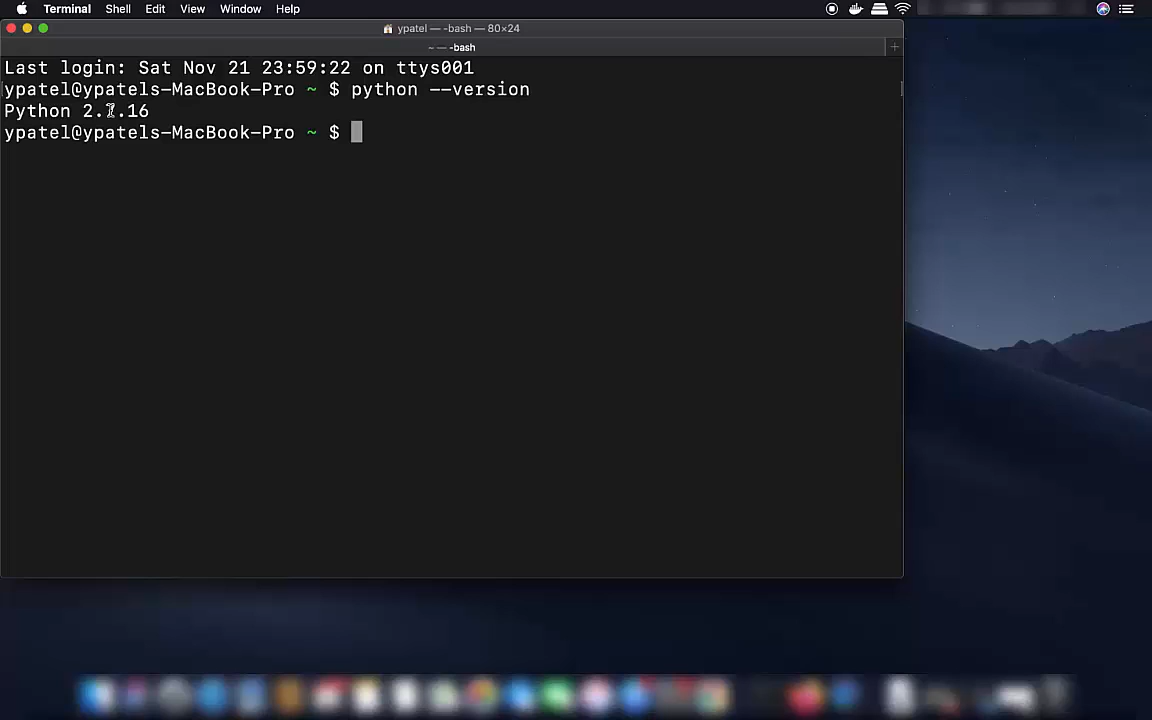 Terminal Shell Edit View Window Help
ypatel — -bash — 80×24
~ — -bash
Last login: Sat Nov 21 23:59:22 on ttys001
ypatel@ypatels-MacBook-Pro ~ $ python --version
Python 2.7.16
ypatel@ypatels-MacBook-Pro ~ $